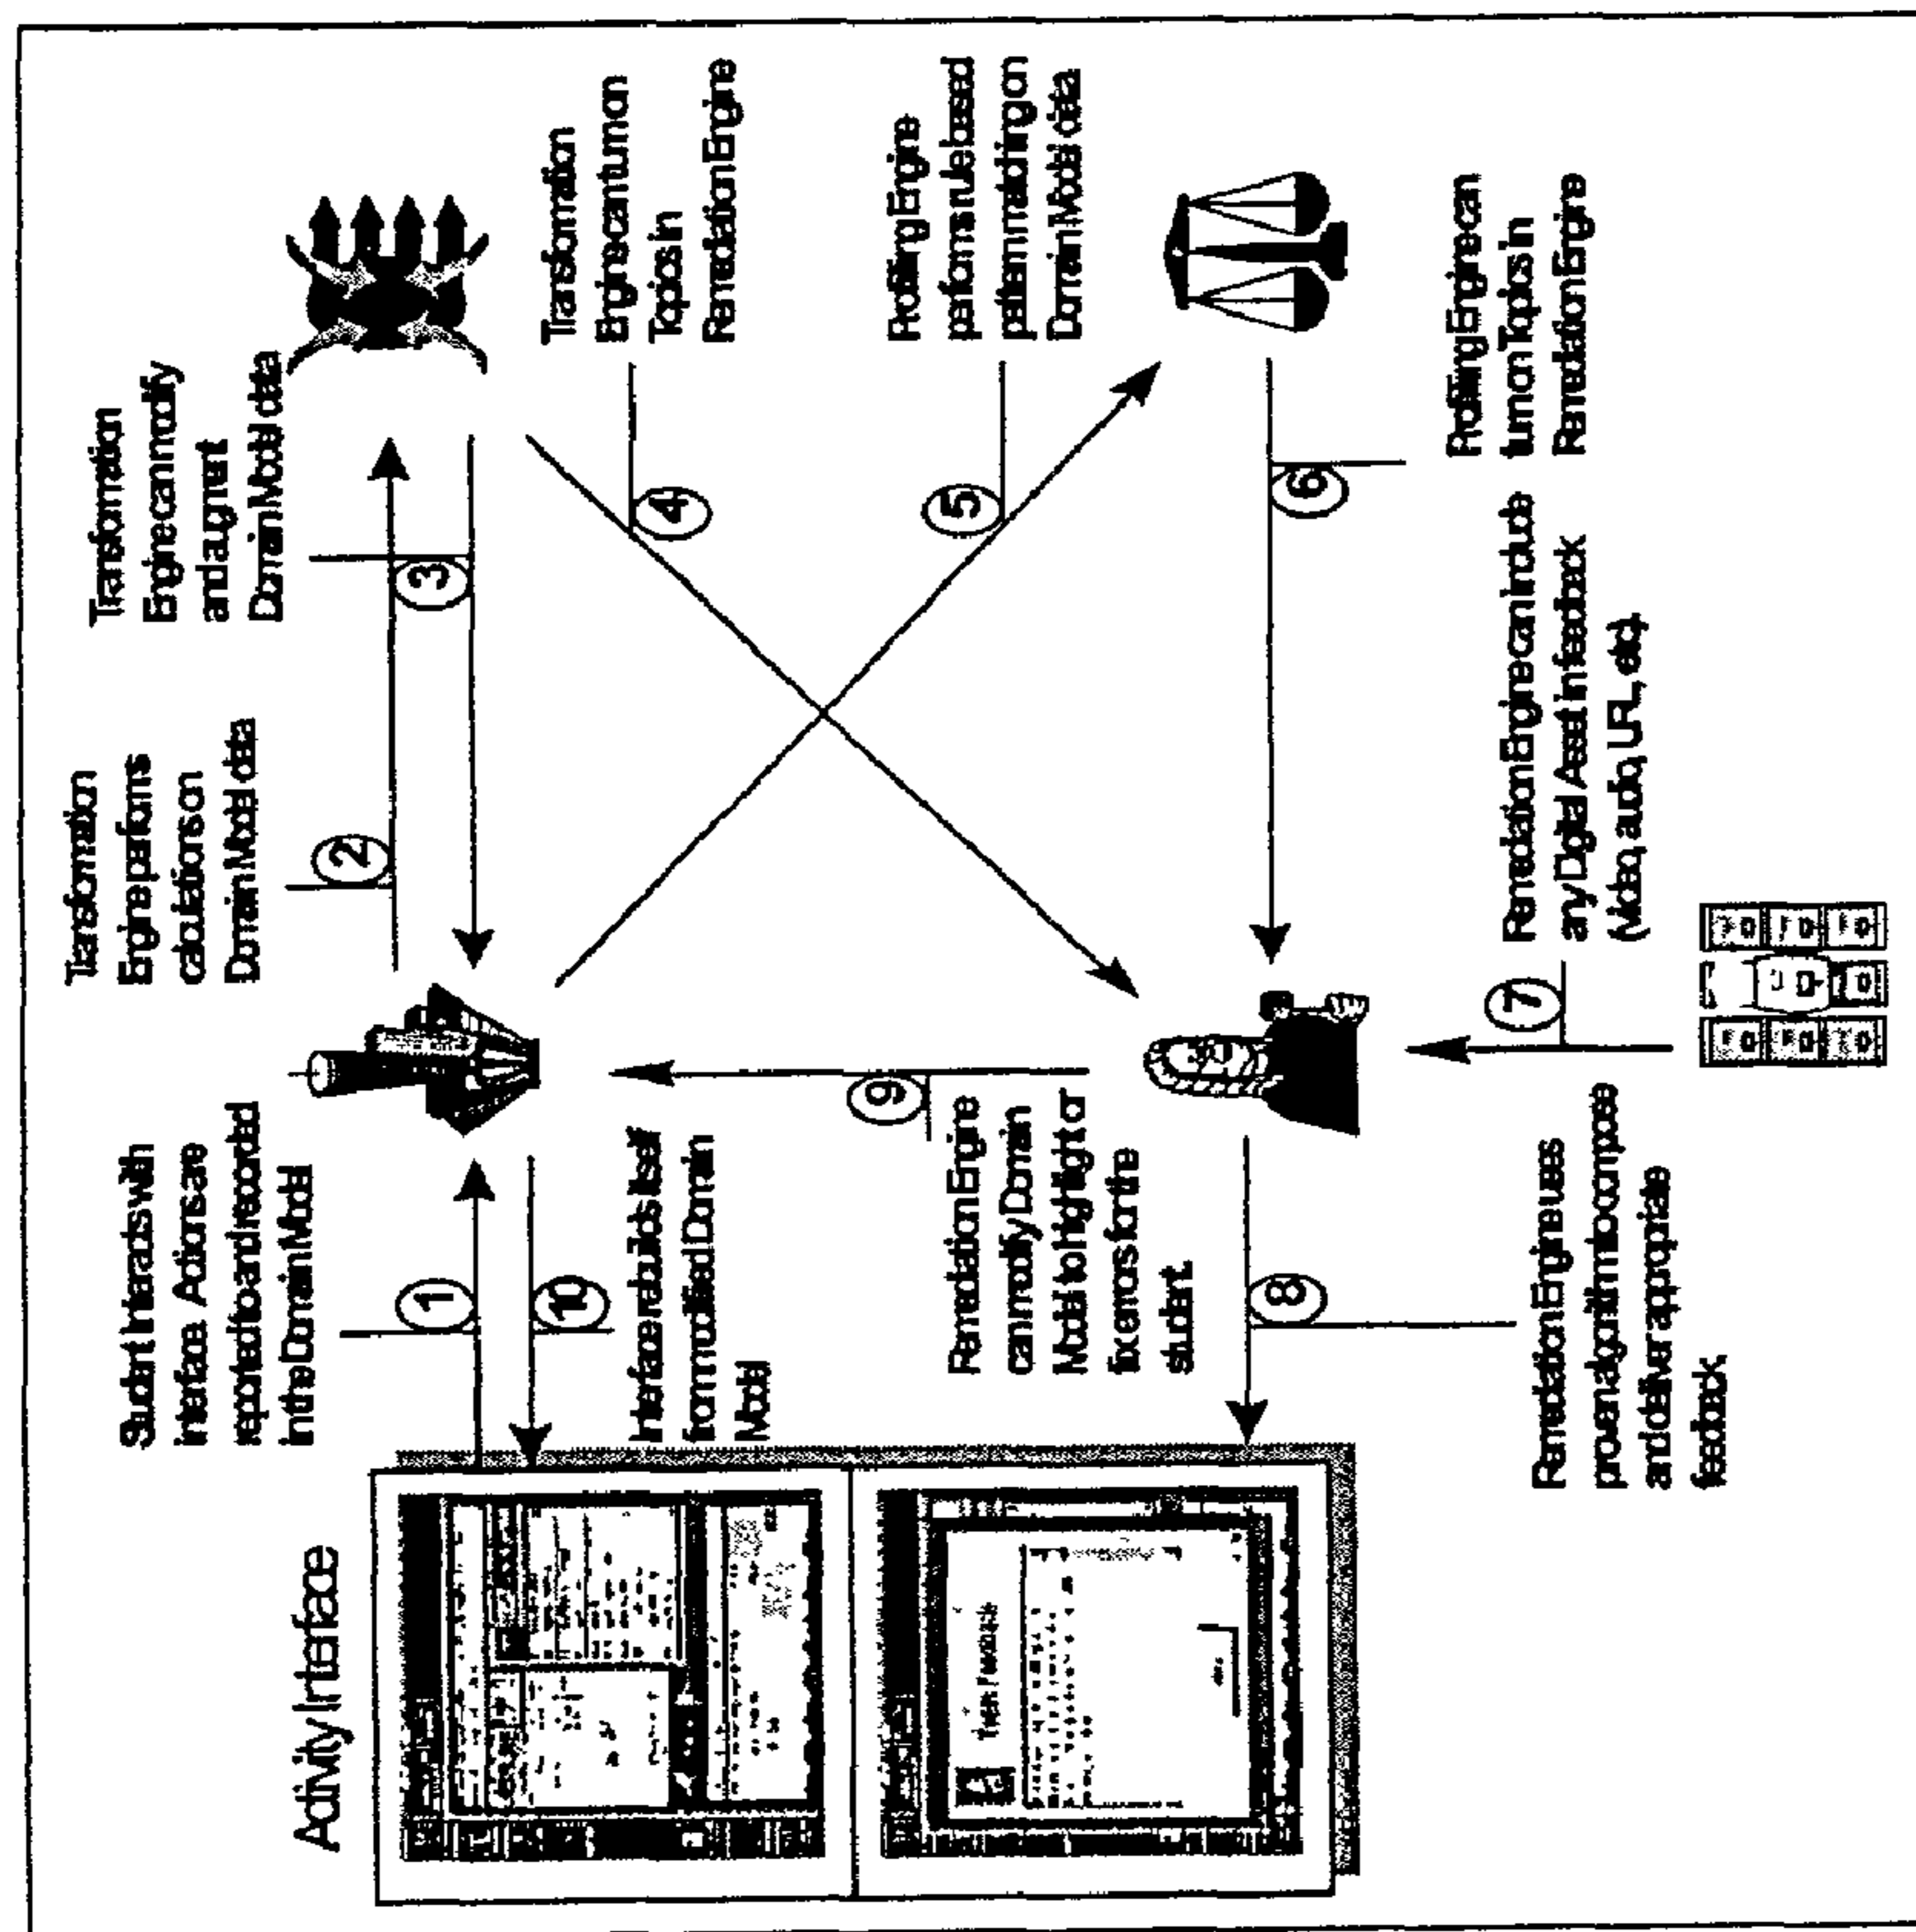 Activity Interface
Student interacts with
interface. Actions are
reported to and recorded
in the Domain Model
1
10
Interface rebuilds itself
from modified Domain
Model
Transformation
Engine performs
calculations on
Domain Model data
2
Transformation
Engine can modify
and augment
Domain Model data
3
Transformation
Engine can turn on
Topics in
Remediation Engine
4
5
Profiling Engine
performs rule based
pattern matching on
Domain Model data
6
Profiling Engine can
turn on Topics in
Remediation Engine
9
Remediation Engine
can modify Domain
Model to highlight or
fix errors for the
student
7
Remediation Engine can include
any Digital Asset in feedback
(Video, audio, URL, etc).
8
Remediation Engine uses
proven algorithm to compose
and deliver appropriate
feedback.
Team Feedback